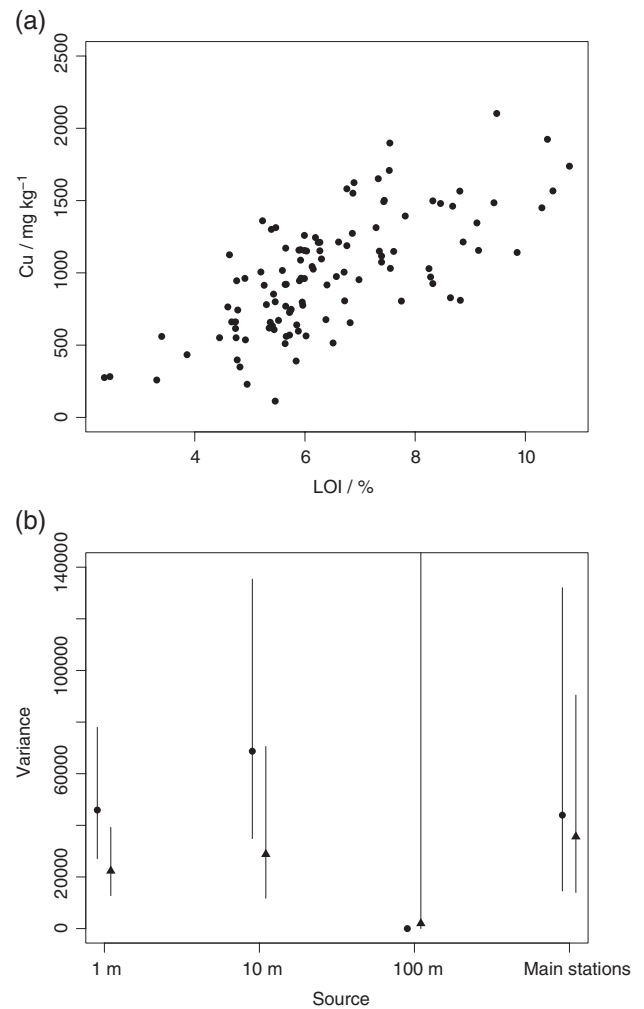 (a)
2500
2000
1500
1000
500
0
Cu / mg kg⁻¹
4 6 8 10
LOI / %
(b)
140000
100000
60000
20000
0
Variance
1 m 10 m 100 m Main stations
Source